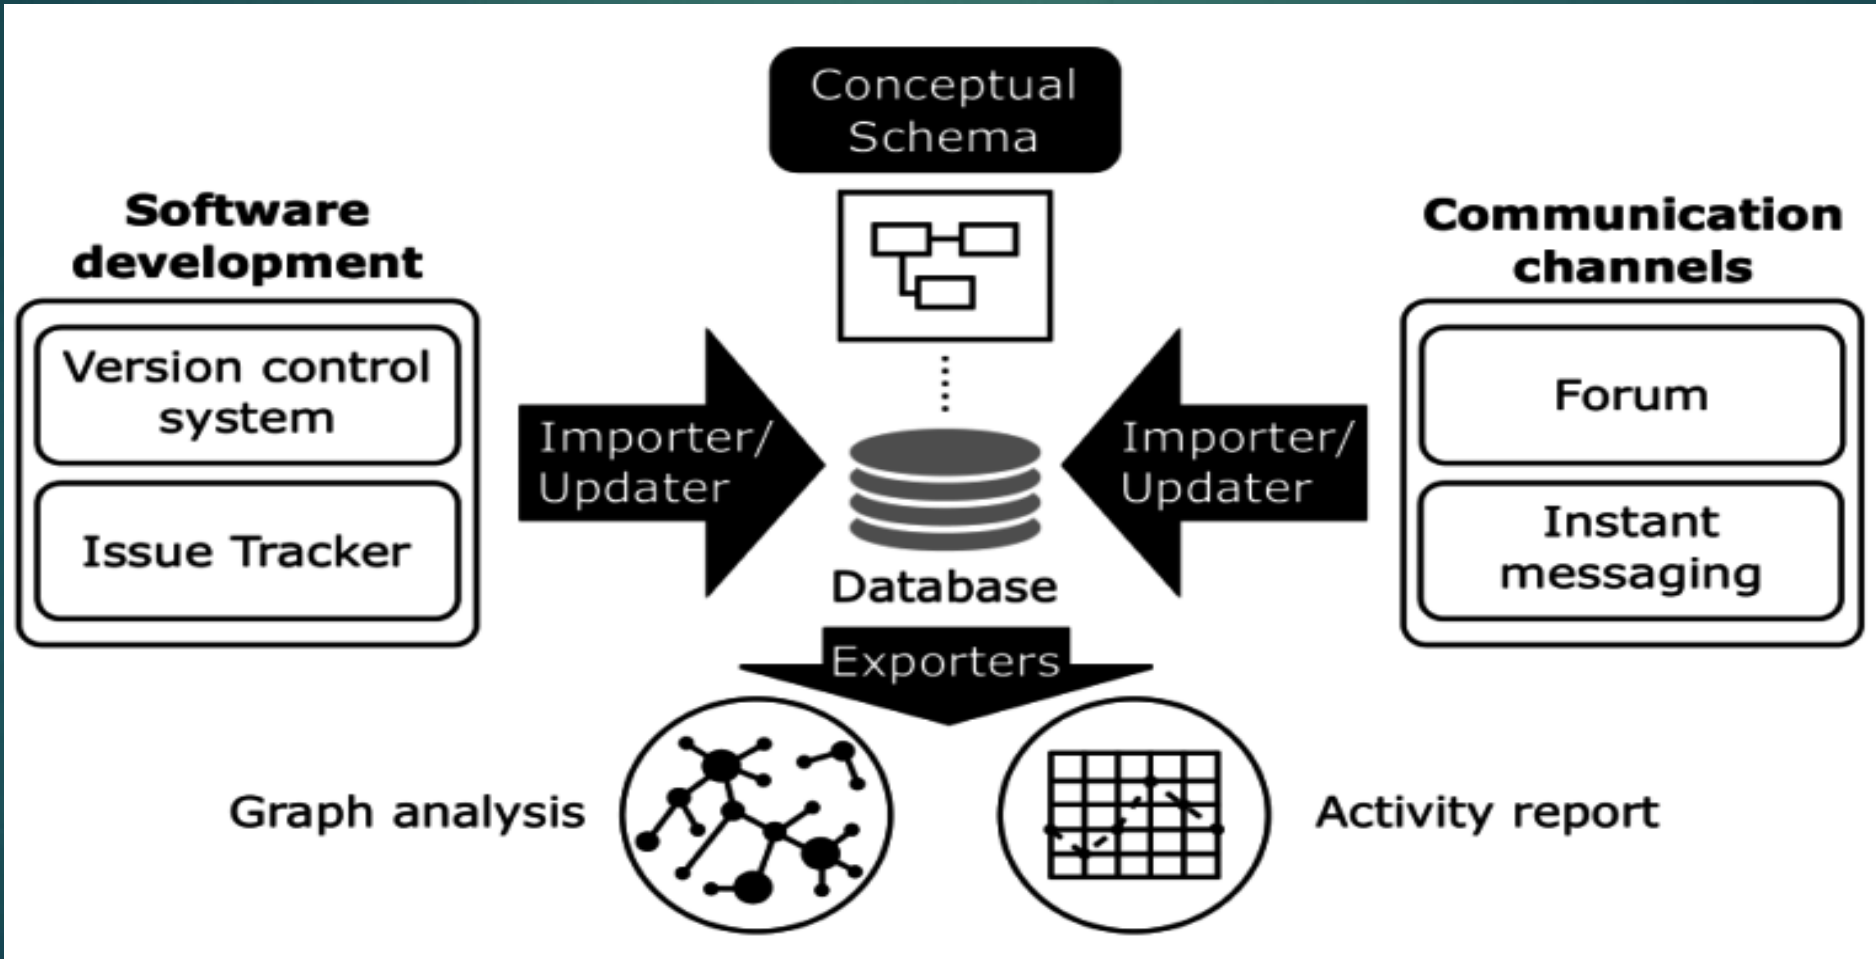 Conceptual
Schema
Software
development
Version control
system
Issue Tracker
Importer/
Updater
Database
Importer/
Updater
Communication
channels
Forum
Instant
messaging
Exporters
Graph analysis
Activity report